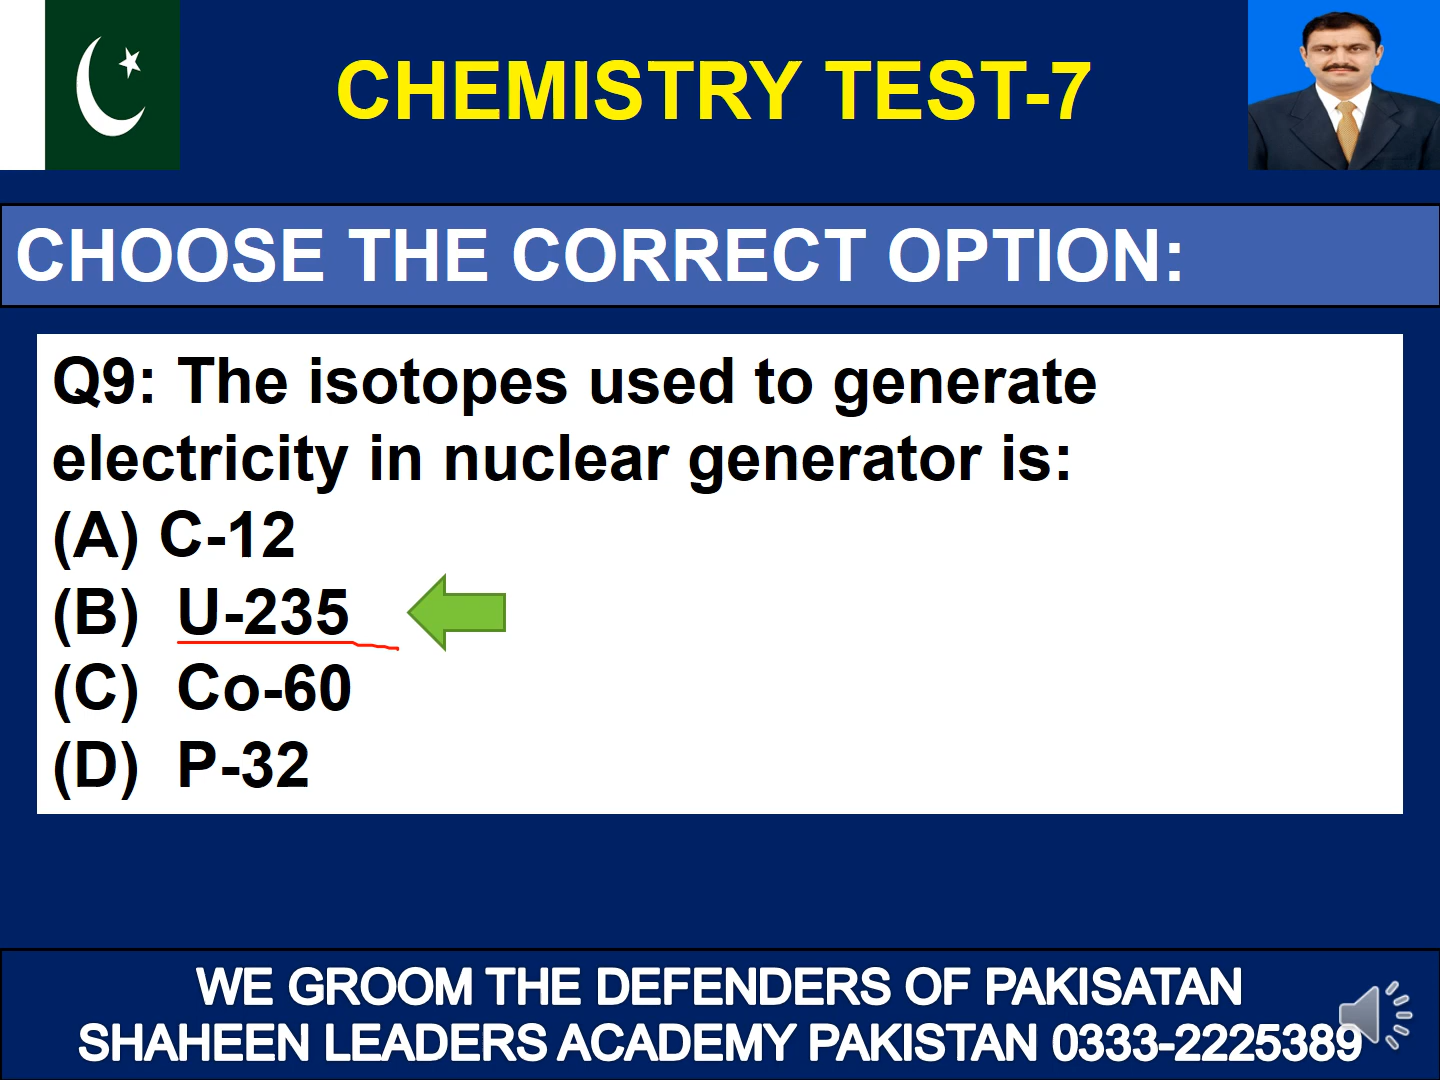 CHEMISTRY TEST-7
CHOOSE THE CORRECT OPTION:
Q9: The isotopes used to generate
electricity in nuclear generator is:
(A) C-12
(B) U-235
(C) Co-60
(D) P-32
WE GROOM THE DEFENDERS OF PAKISATAN
SHAHEEN LEADERS ACADEMY PAKISTAN 0333-2225389